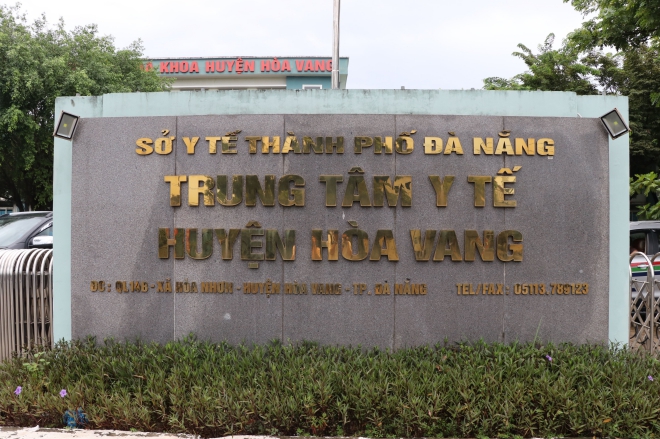 KHOA HUYỆN HÒA VANG
SỞ Y TẾ THÀNH PHỐ ĐÀ NẴNG
TRUNG TÂM Y TẾ
HUYỆN HÒA VANG
ĐC : QL14B - XÃ HÒA NHƠN - HUYỆN HÒA VANG - TP. ĐÀ NẴNG TEL/FAX : 05113.783123